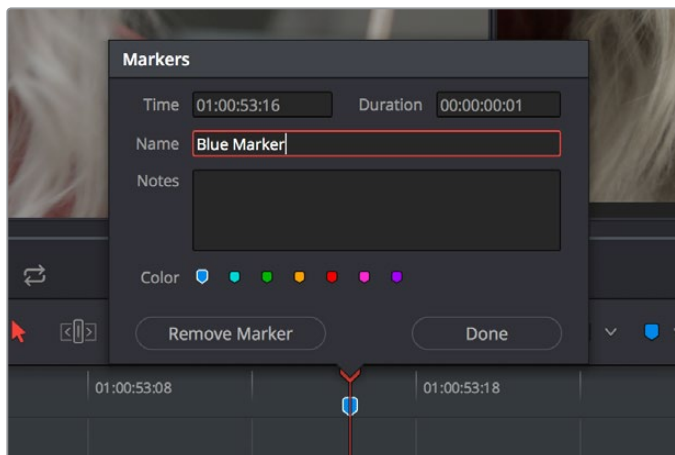 Markers
Time 01:00:53:16 Duration 00:00:00:01
Name Blue Marker
Notes
Color
Remove Marker Done
01:00:53:08 01:00:53:18